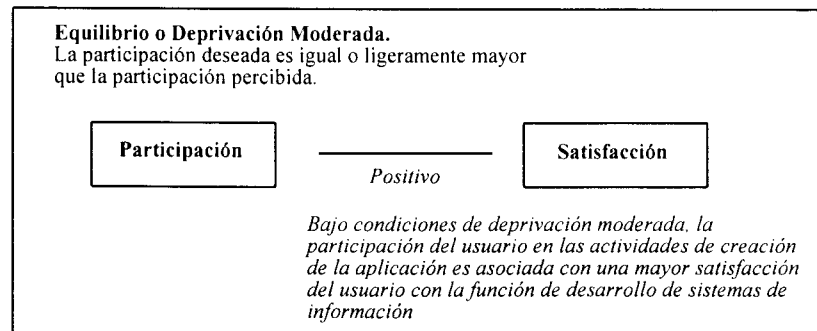 Equilibrio o Deprivación Moderada.
La participación deseada es igual o ligeramente mayor
que la participación percibida.
Participación
Positivo
Satisfacción
Bajo condiciones de deprivación moderada, la
participación del usuario en las actividades de creación
de la aplicación es asociada con una mayor satisfacción
del usuario con la función de desarrollo de sistemas de
información